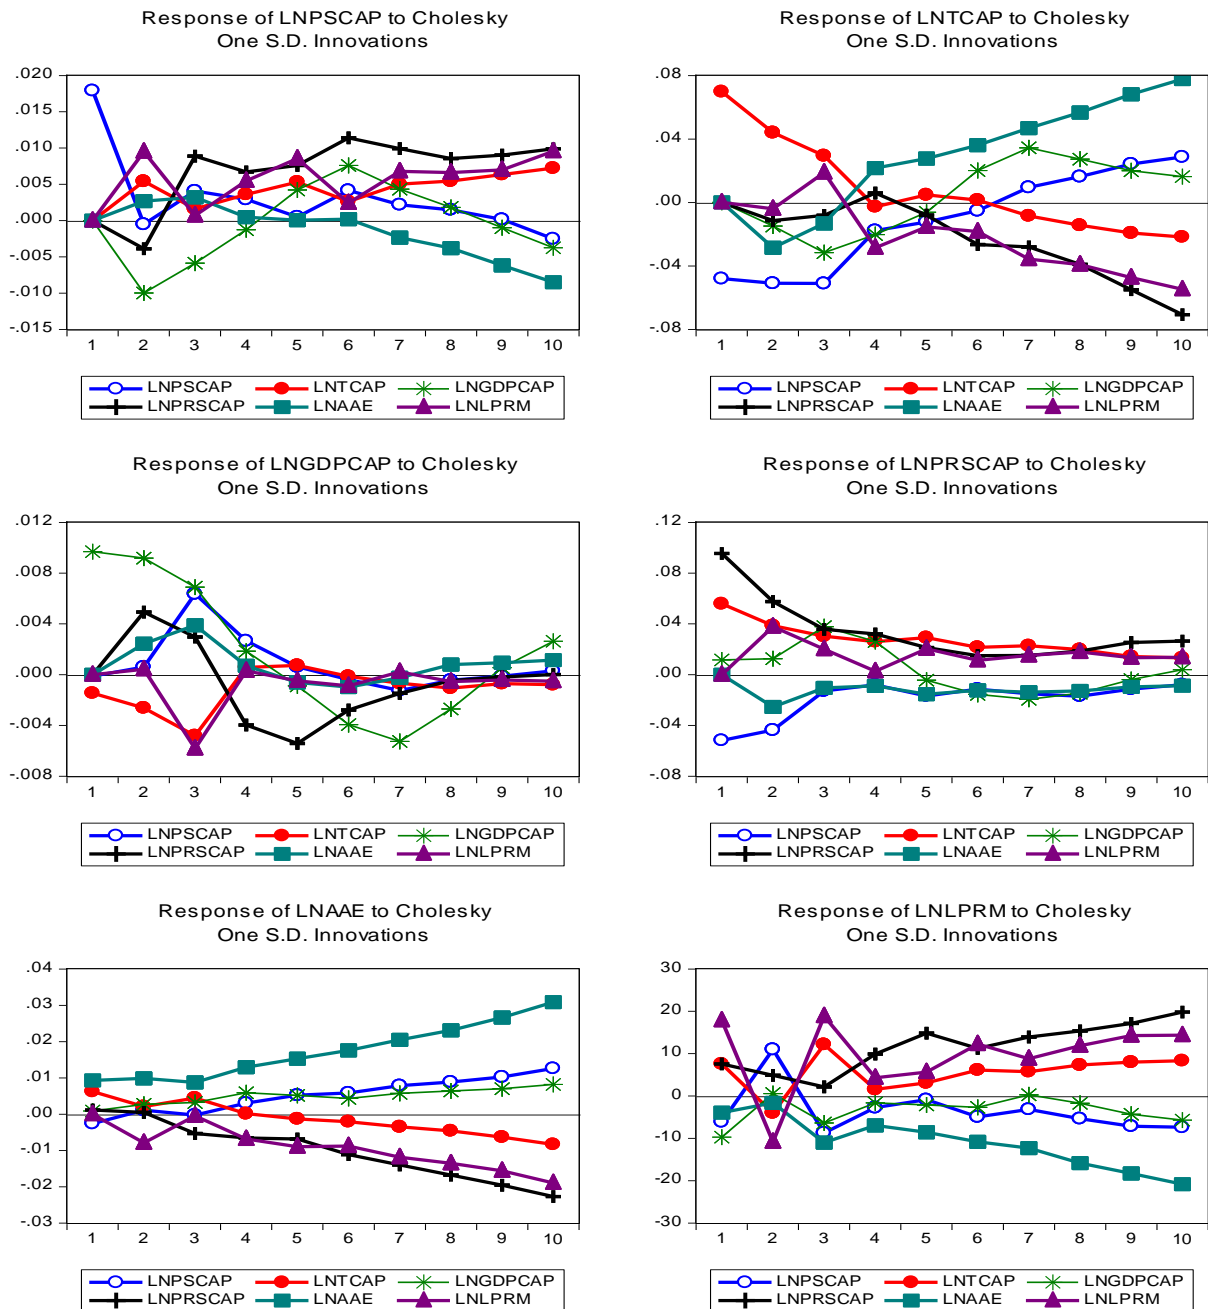 Response of LNPSCAP to Cholesky
One S.D. Innovations
.020
.015
.010
.005
.000
-.005
-.010
-.015
1 2 3 4 5 6 7 8 9 10
LNPSCAP LNTCAP LNGDPCAP
LNPRSCAP LNAAE LNLPRM
Response of LNTCAP to Cholesky
One S.D. Innovations
.08
.04
.00
-.04
-.08
1 2 3 4 5 6 7 8 9 10
LNPSCAP LNTCAP LNGDPCAP
LNPRSCAP LNAAE LNLPRM
Response of LNGDPCAP to Cholesky
One S.D. Innovations
.012
.008
.004
.000
-.004
-.008
1 2 3 4 5 6 7 8 9 10
LNPSCAP LNTCAP LNGDPCAP
LNPRSCAP LNAAE LNLPRM
Response of LNPRSCAP to Cholesky
One S.D. Innovations
.12
.08
.04
.00
-.04
-.08
1 2 3 4 5 6 7 8 9 10
LNPSCAP LNTCAP LNGDPCAP
LNPRSCAP LNAAE LNLPRM
Response of LNAAE to Cholesky
One S.D. Innovations
.04
.03
.02
.01
.00
-.01
-.02
-.03
1 2 3 4 5 6 7 8 9 10
LNPSCAP LNTCAP LNGDPCAP
LNPRSCAP LNAAE LNLPRM
Response of LNLPRM to Cholesky
One S.D. Innovations
30
20
10
0
-10
-20
-30
1 2 3 4 5 6 7 8 9 10
LNPSCAP LNTCAP LNGDPCAP
LNPRSCAP LNAAE LNLPRM